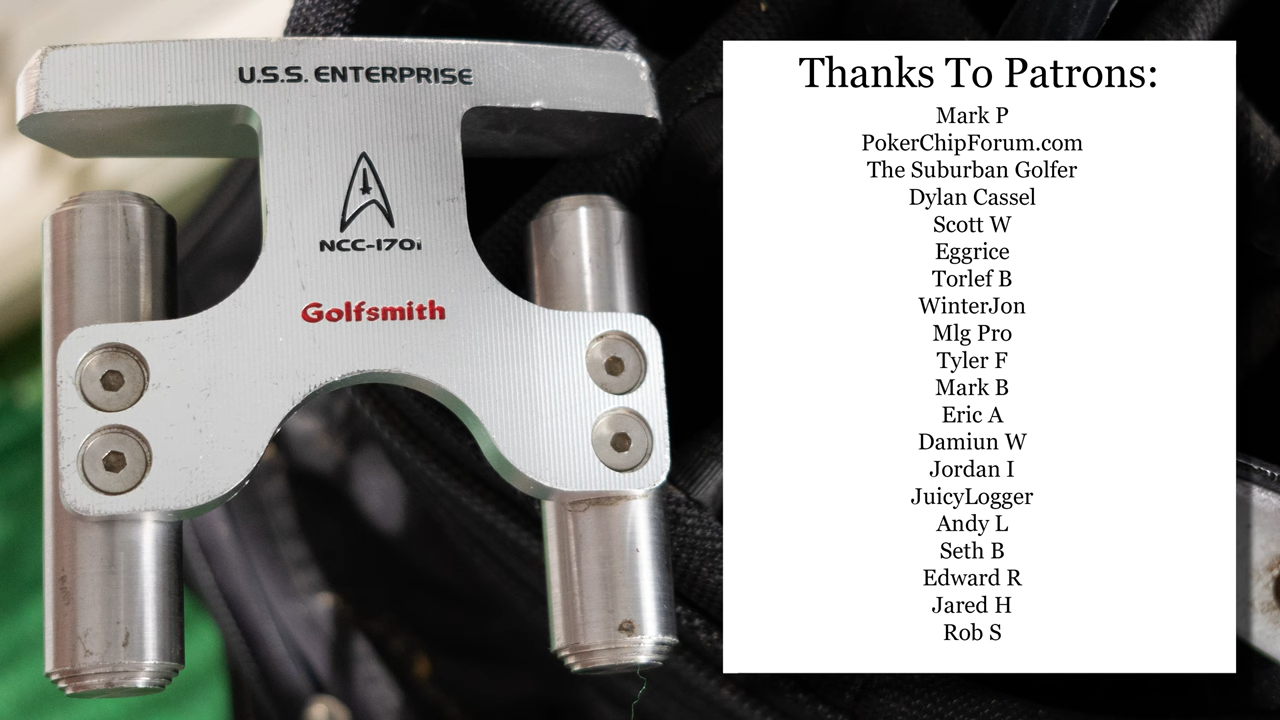 U.S.S. ENTERPRISE
NCC-1701
Golfsmith
Thanks To Patrons:
Mark P
PokerChipForum.com
The Suburban Golfer
Dylan Cassel
Scott W
Eggrice
Torlef B
WinterJon
Mlg Pro
Tyler F
Mark B
Eric A
Damiun W
Jordan I
JuicyLogger
Andy L
Seth B
Edward R
Jared H
Rob S